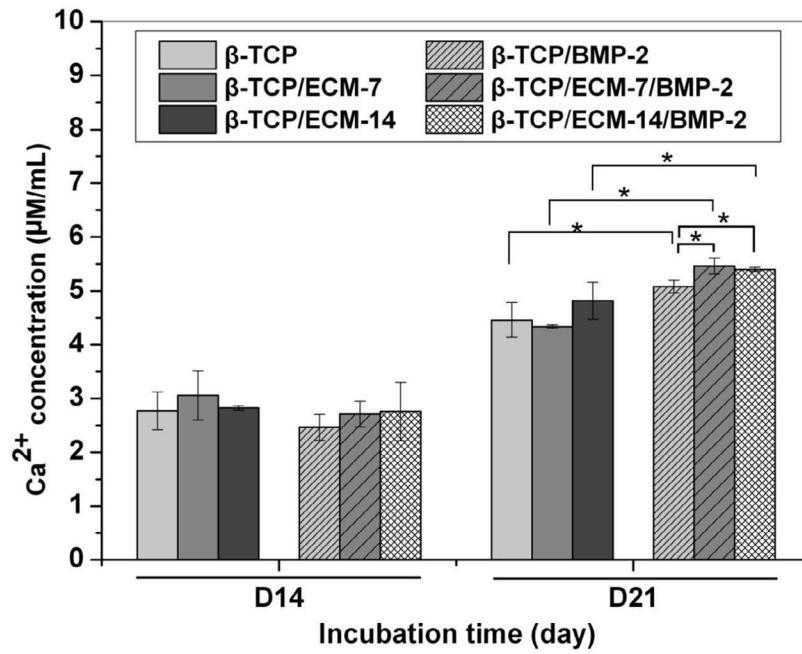 Ca2+ concentration (µM/mL)
10
9
8
7
6
5
4
3
2
1
0
β-TCP
β-TCP/ECM-7
β-TCP/ECM-14
β-TCP/BMP-2
β-TCP/ECM-7/BMP-2
β-TCP/ECM-14/BMP-2
*
*
*
*
*
D14
D21
Incubation time (day)